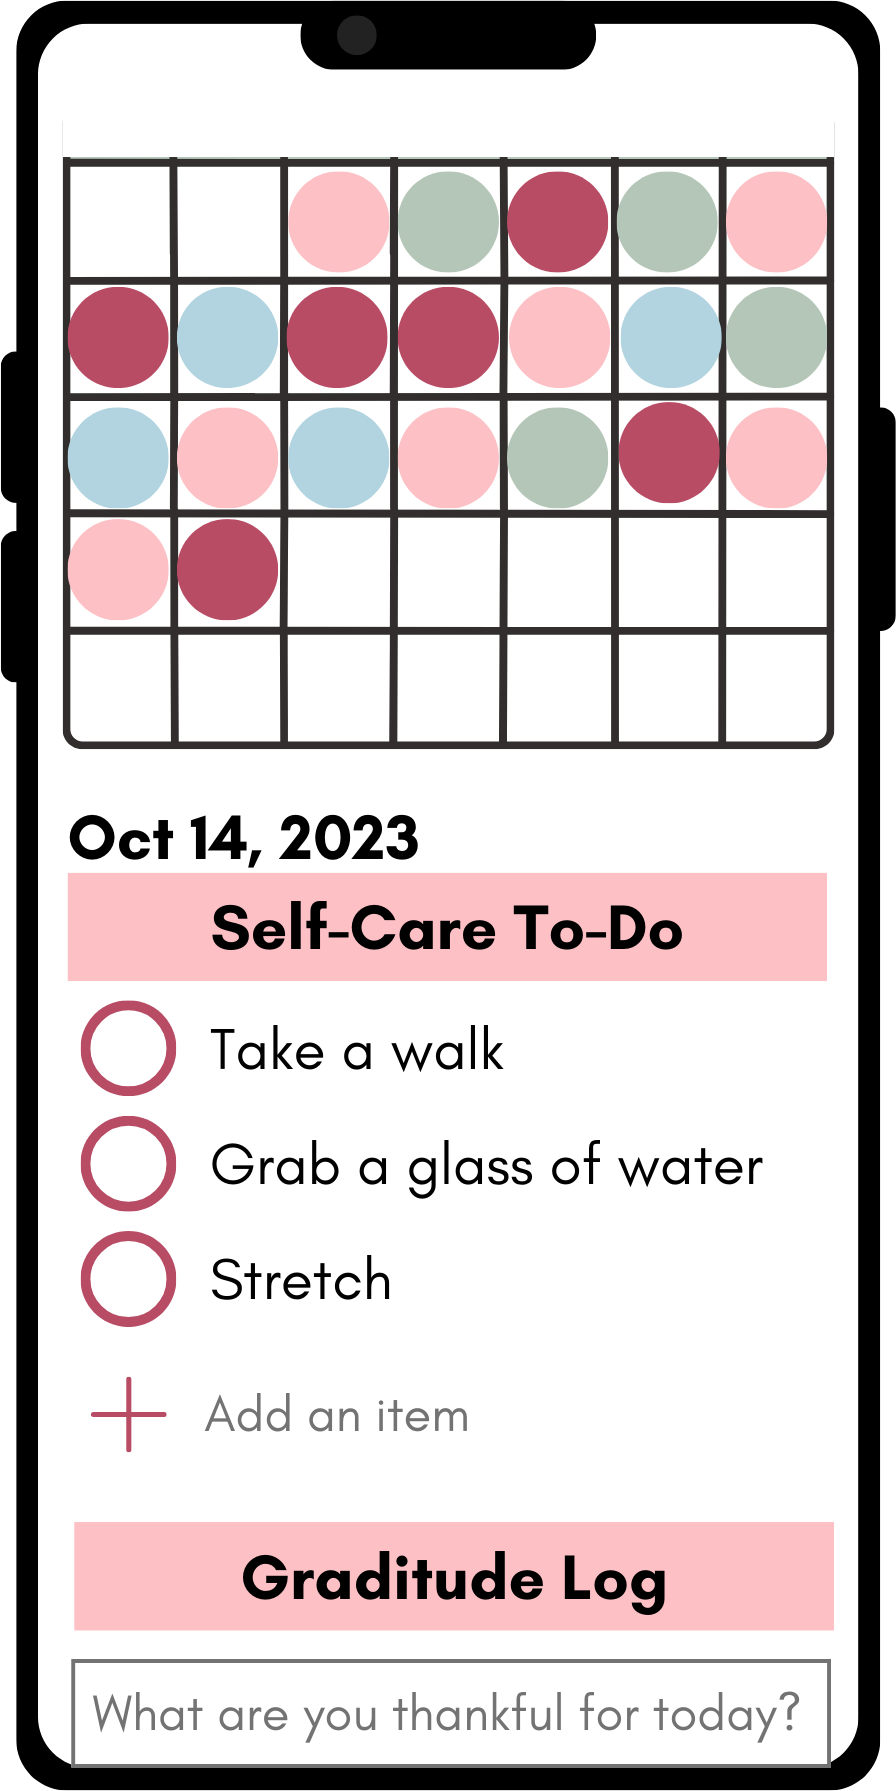 Oct 14, 2023
Self-Care To-Do
Take a walk
Grab a glass of water
Stretch
Add an item
Graditude Log
What are you thankful for today?